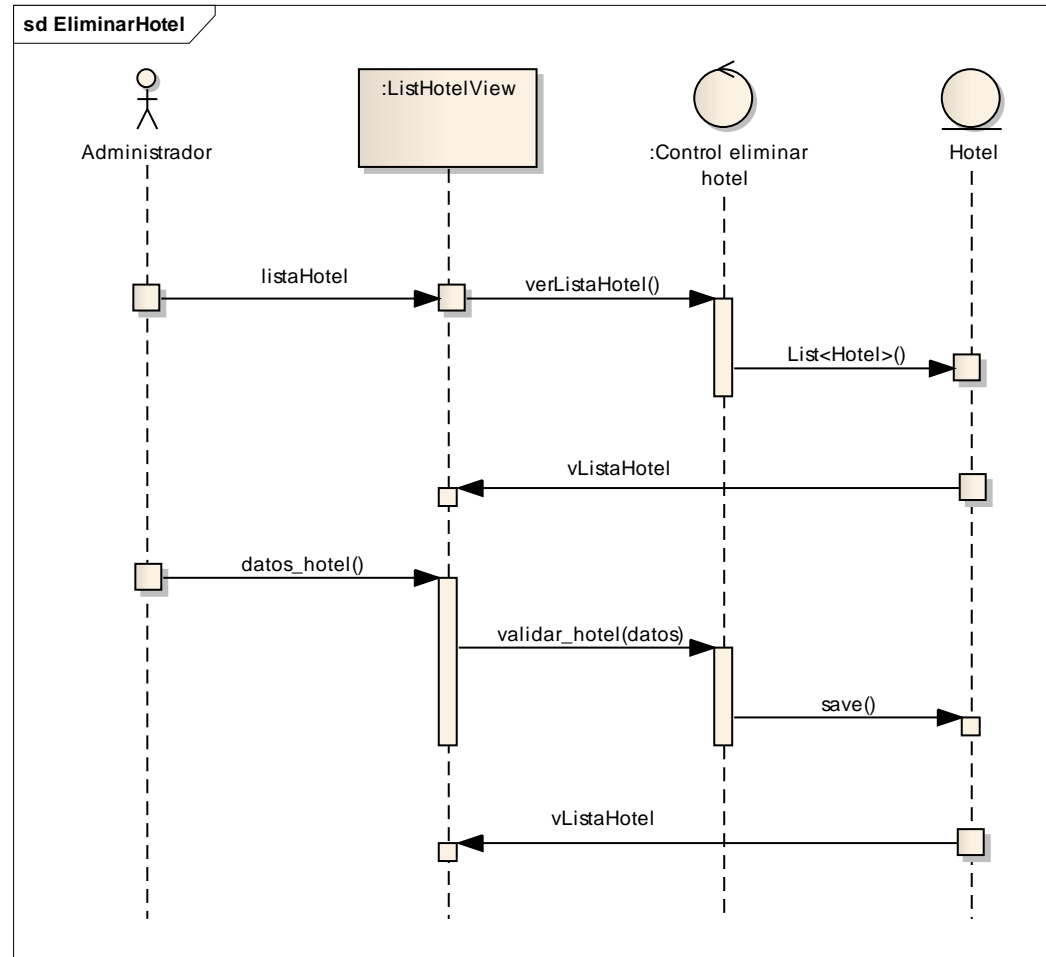 sd EliminarHotel
:ListHotelView
Administrador
:Control eliminar
hotel
Hotel
listaHotel
verListaHotel()
List<Hotel>()
vListaHotel
datos_hotel()
validar_hotel(datos)
save()
vListaHotel